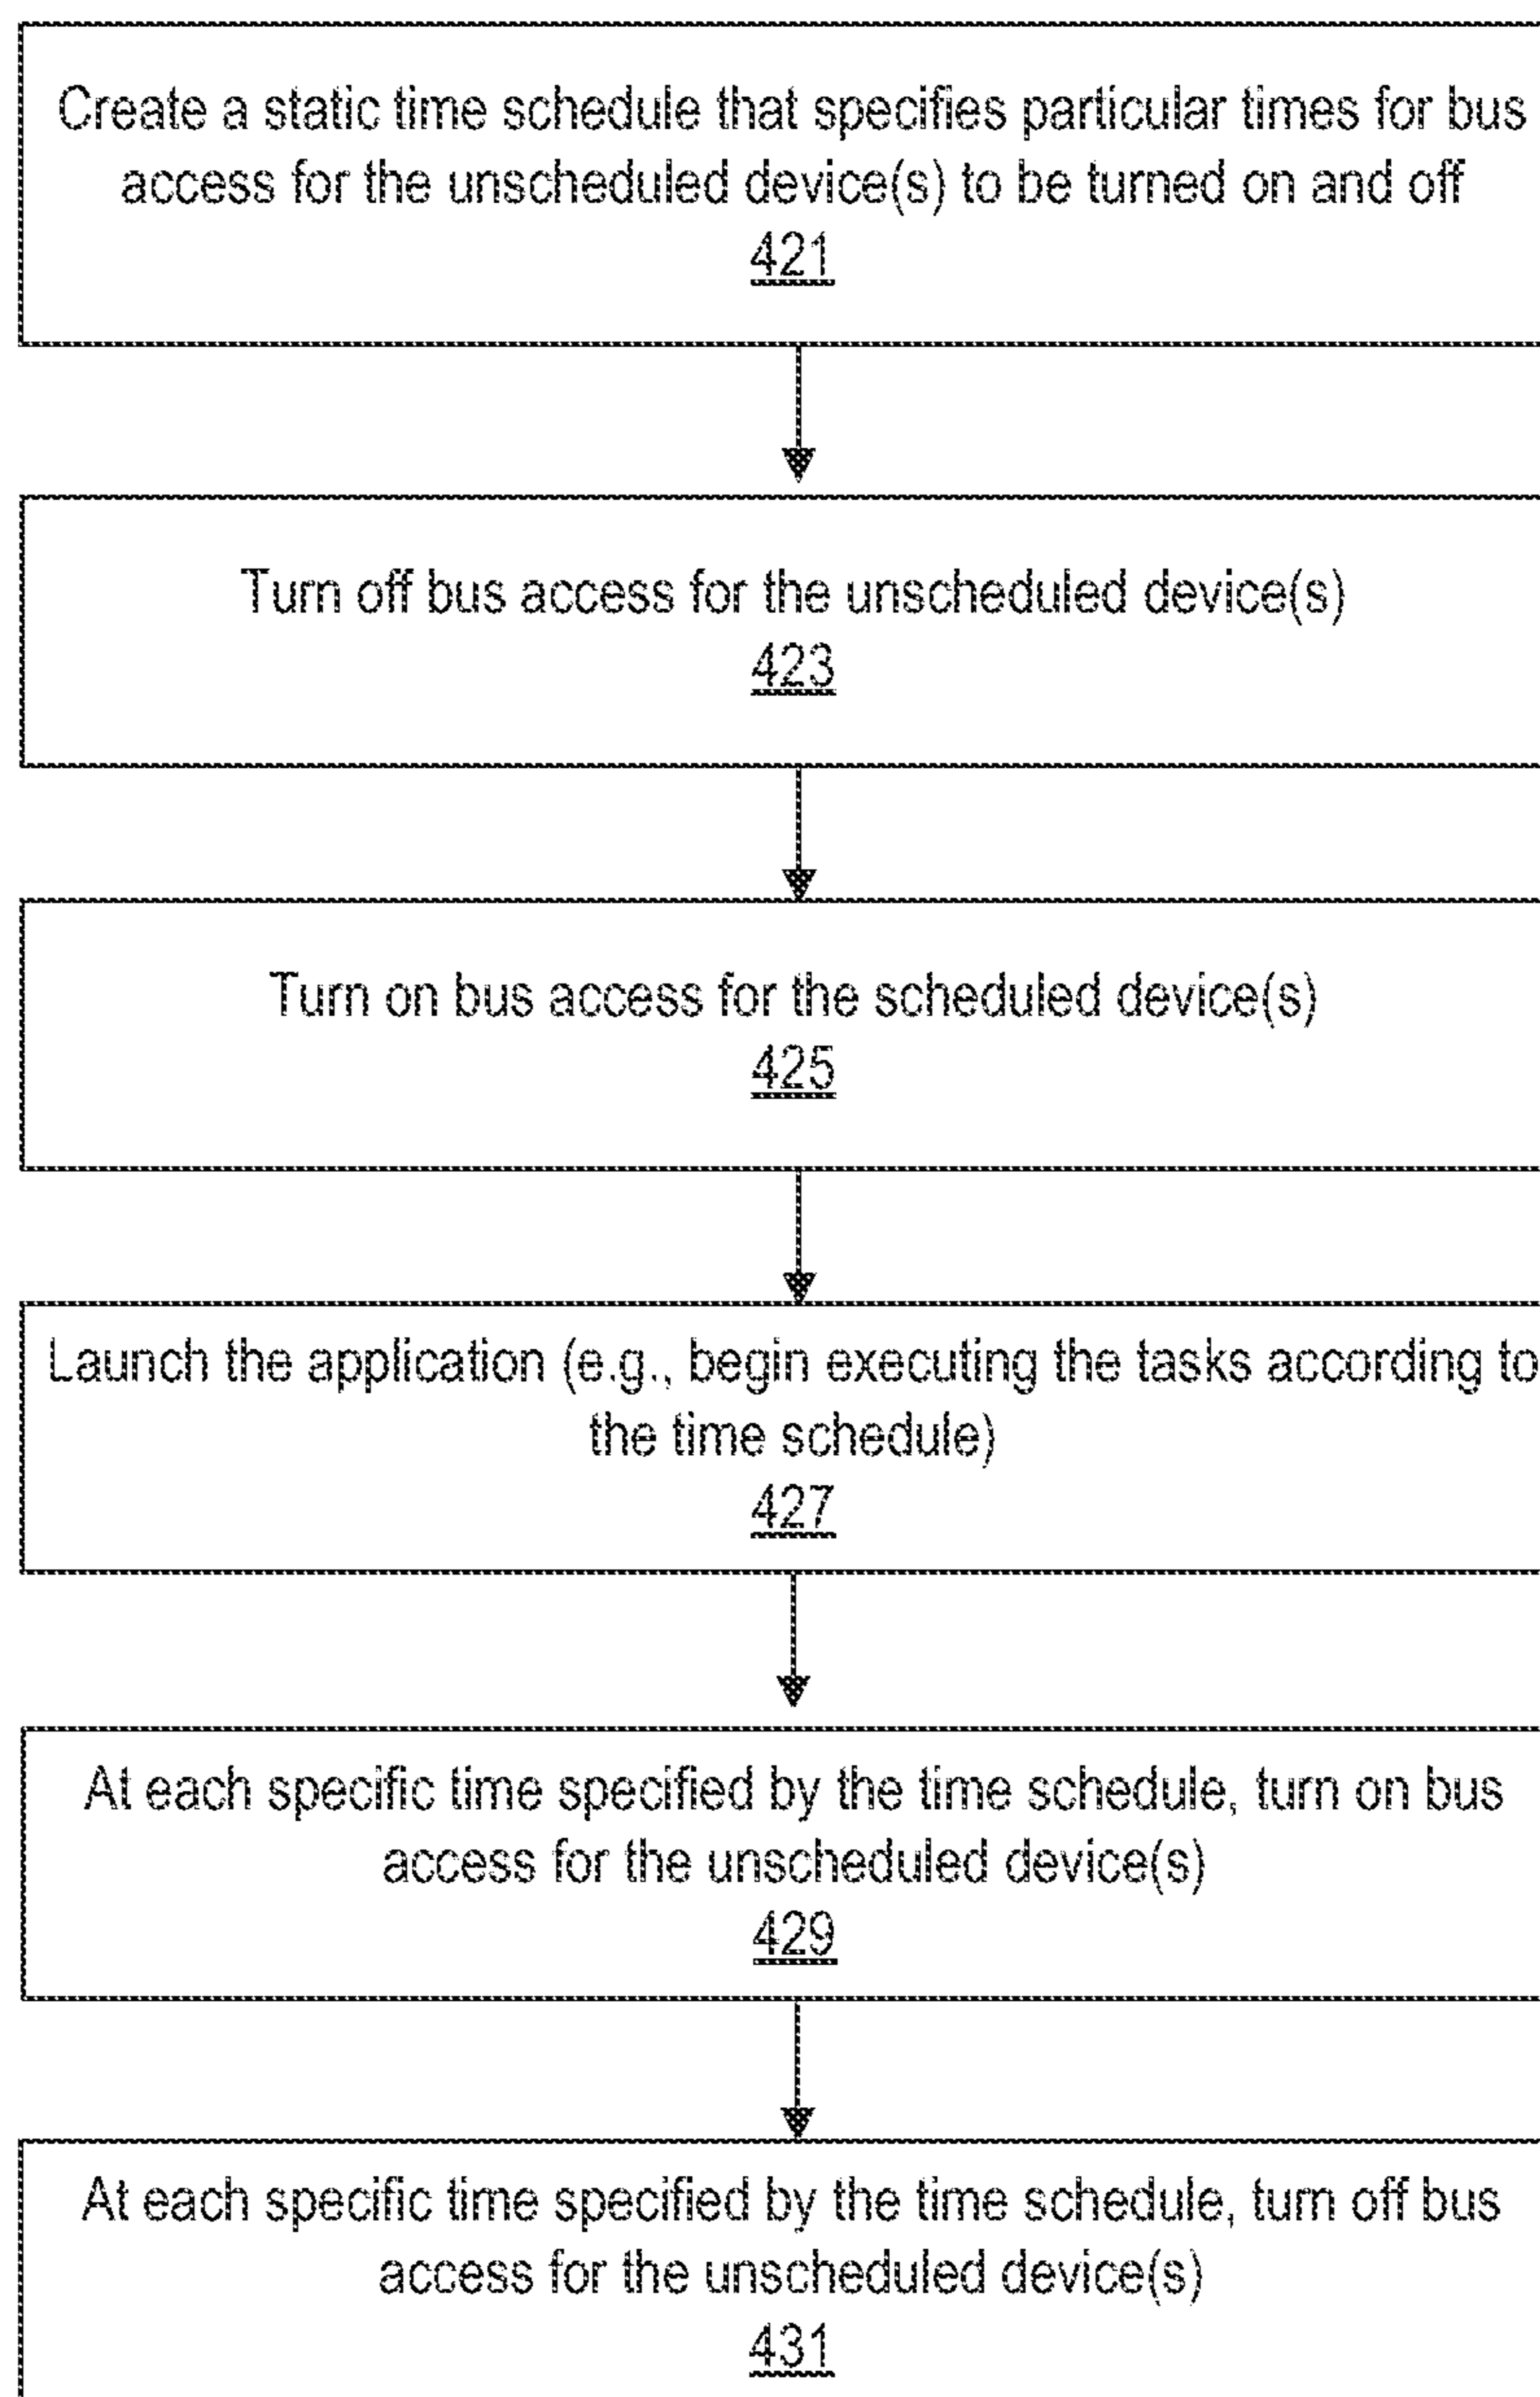 Create a static time schedule that specifies particular times for bus
access for the unscheduled device(s) to be turned on and off
421
Turn off bus access for the unscheduled device(s)
423
Turn on bus access for the scheduled device(s)
425
Launch the application (e.g., begin executing the tasks according to
the time schedule)
427
At each specific time specified by the time schedule, turn on bus
access for the unscheduled device(s)
429
At each specific time specified by the time schedule, turn off bus
access for the unscheduled device(s)
431